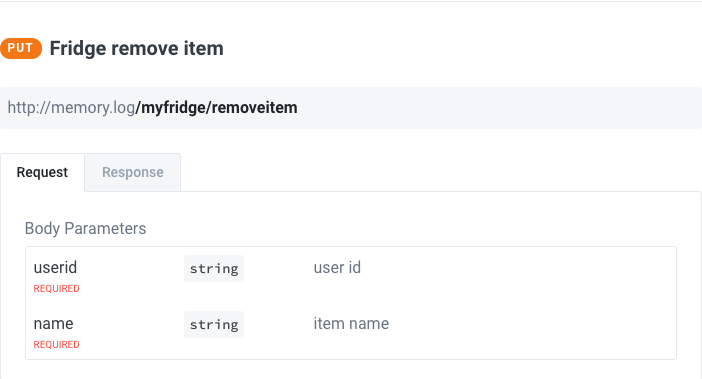 PUT Fridge remove item
http://memory.log/myfridge/removeitem
Request Response
Body Parameters
userid string user id
REQUIRED
name string item name
REQUIRED